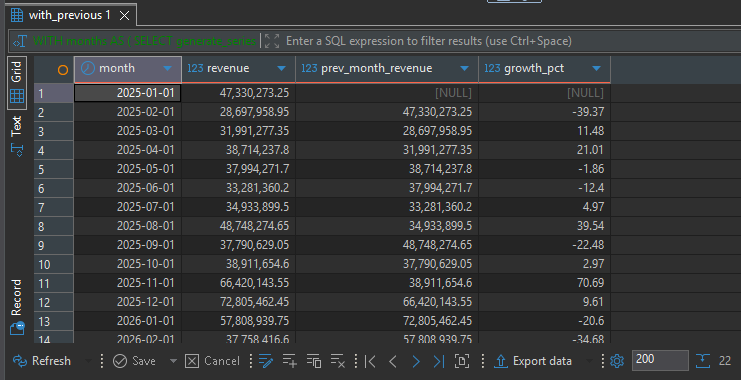 with_previous 1
WITH months AS ( SELECT generate_series Enter a SQL expression to filter results (use Ctrl+Space)
Grid
Text
Record
month 123 revenue 123 prev_month_revenue 123 growth_pct
1 2025-01-01 47,330,273.25 [NULL] [NULL]
2 2025-02-01 28,697,958.95 47,330,273.25 -39.37
3 2025-03-01 31,991,277.35 28,697,958.95 11.48
4 2025-04-01 38,714,237.8 31,991,277.35 21.01
5 2025-05-01 37,994,271.7 38,714,237.8 -1.86
6 2025-06-01 33,281,360.2 37,994,271.7 -12.4
7 2025-07-01 34,933,899.5 33,281,360.2 4.97
8 2025-08-01 48,748,274.65 34,933,899.5 39.54
9 2025-09-01 37,790,629.05 48,748,274.65 -22.48
10 2025-10-01 38,911,654.6 37,790,629.05 2.97
11 2025-11-01 66,420,143.55 38,911,654.6 70.69
12 2025-12-01 72,805,462.45 66,420,143.55 9.61
13 2026-01-01 57,808,939.75 72,805,462.45 -20.6
14 2026-02-01 37,758,416.6 57,808,939.75 -34.68
Refresh Save Cancel Export data 200 22